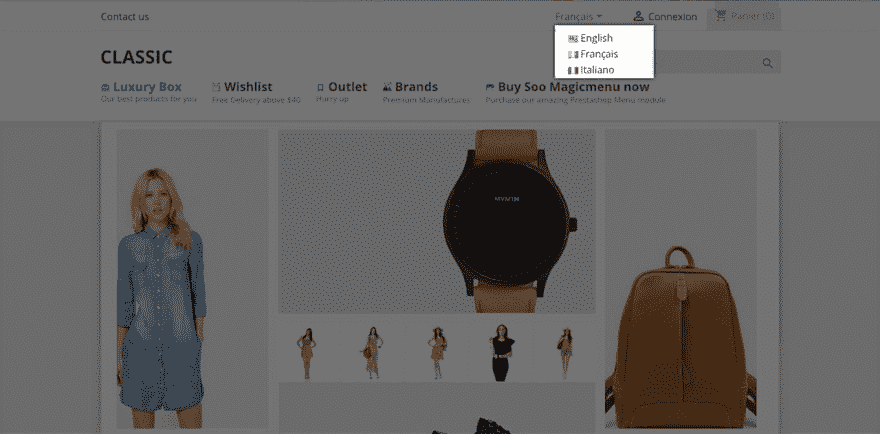 Contact us
Français
Connexion
Panier (0)
English
Français
Italiano
CLASSIC
Luxury Box
Our best products for you
Wishlist
Free Delivery above $40
Outlet
Hurry up
Brands
Premium Manufactures
Buy Soo Magicmenu now
Purchase our amazing Prestashop Menu module
MVMTH